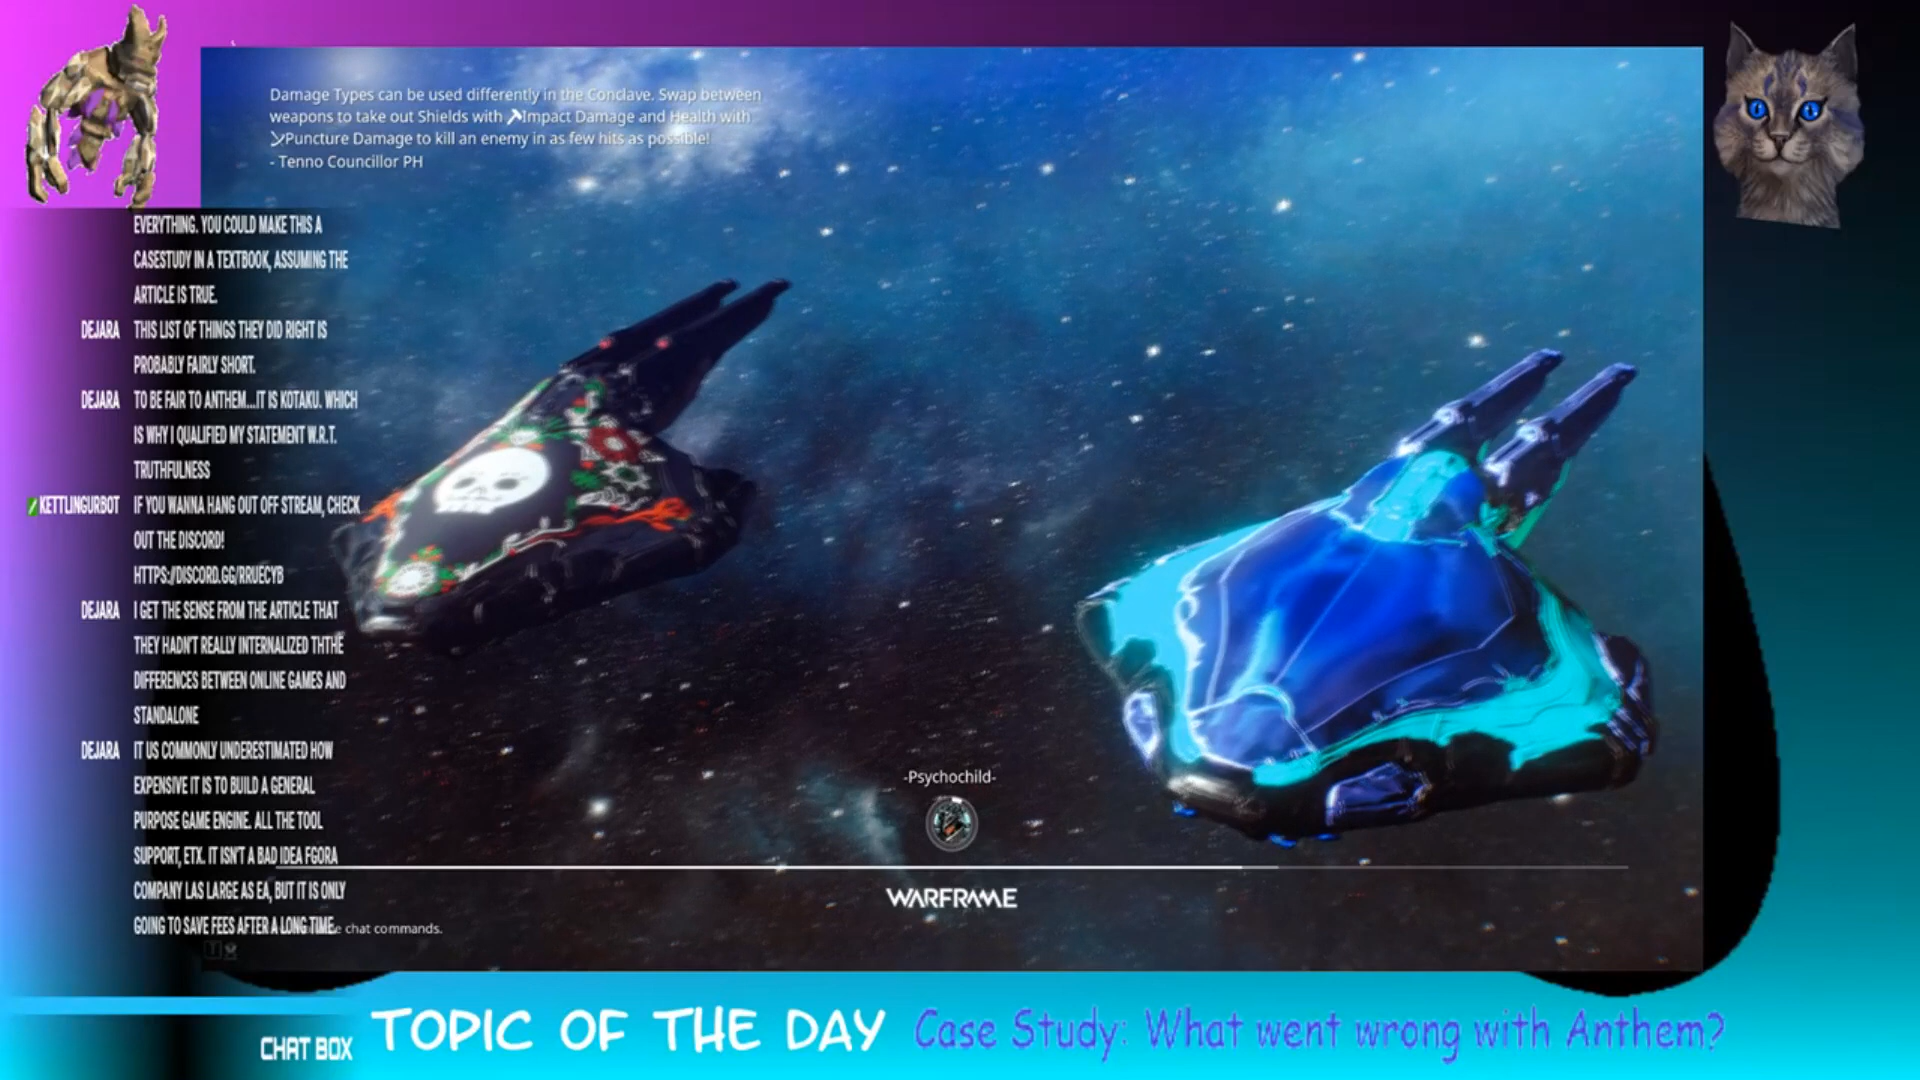 Damage Types can be used differently in the Conclave. Swap between
weapons to take out Shields with Impact Damage and Health with
Puncture Damage to kill an enemy in as few hits as possible!
- Tenno Councillor PH
EVERYTHING. YOU COULD MAKE THIS A
CASESTUDY IN A TEXTBOOK, ASSUMING THE
ARTICLE IS TRUE.
DEJARA THIS LIST OF THINGS THEY DID RIGHT IS
PROBABLY FAIRLY SHORT.
DEJARA TO BE FAIR TO ANTHEM...IT IS KOTAKU. WHICH
IS WHY I QUALIFIED MY STATEMENT W.R.T.
TRUTHFULNESS
KETTLINGURBOT IF YOU WANNA HANG OUT OFF STREAM, CHECK
OUT THE DISCORD!
HTTPS://DISCORD.GG/RRUECYB
DEJARA I GET THE SENSE FROM THE ARTICLE THAT
THEY HADN'T REALLY INTERNALIZED THTHE
DIFFERENCES BETWEEN ONLINE GAMES AND
STANDALONE
DEJARA IT US COMMONLY UNDERESTIMATED HOW
EXPENSIVE IT IS TO BUILD A GENERAL
PURPOSE GAME ENGINE. ALL THE TOOL
SUPPORT, ETX. IT ISN'T A BAD IDEA FGORA
COMPANY LAS LARGE AS EA, BUT IT IS ONLY
GOING TO SAVE FEES AFTER A LONG TIME.
chat commands.
-Psychochild-
WARFRAME
CHAT BOX
TOPIC OF THE DAY Case Study: What went wrong with Anthem?